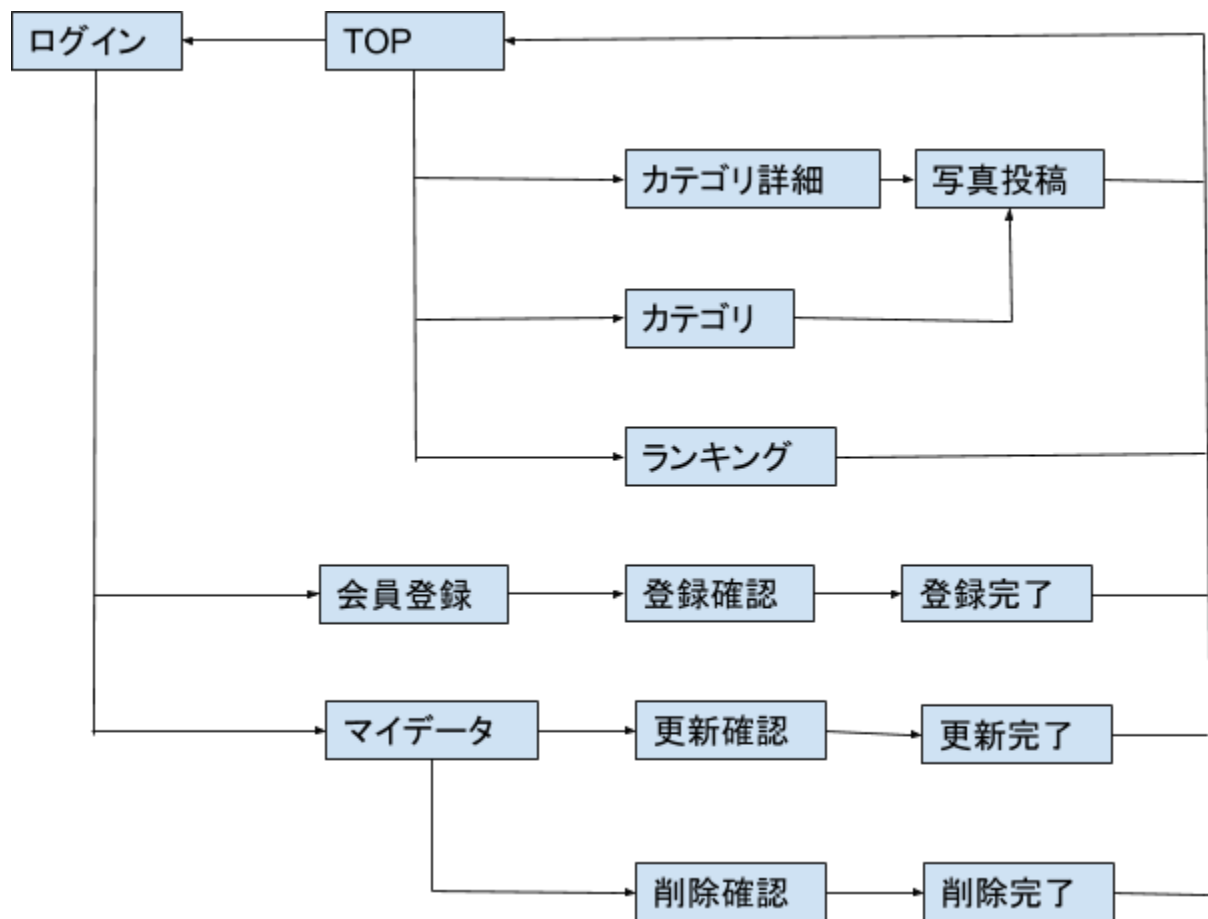 ログイン
TOP
カテゴリ詳細
写真投稿
カテゴリ
ランキング
会員登録
登録確認
登録完了
マイデータ
更新確認
更新完了
削除確認
削除完了